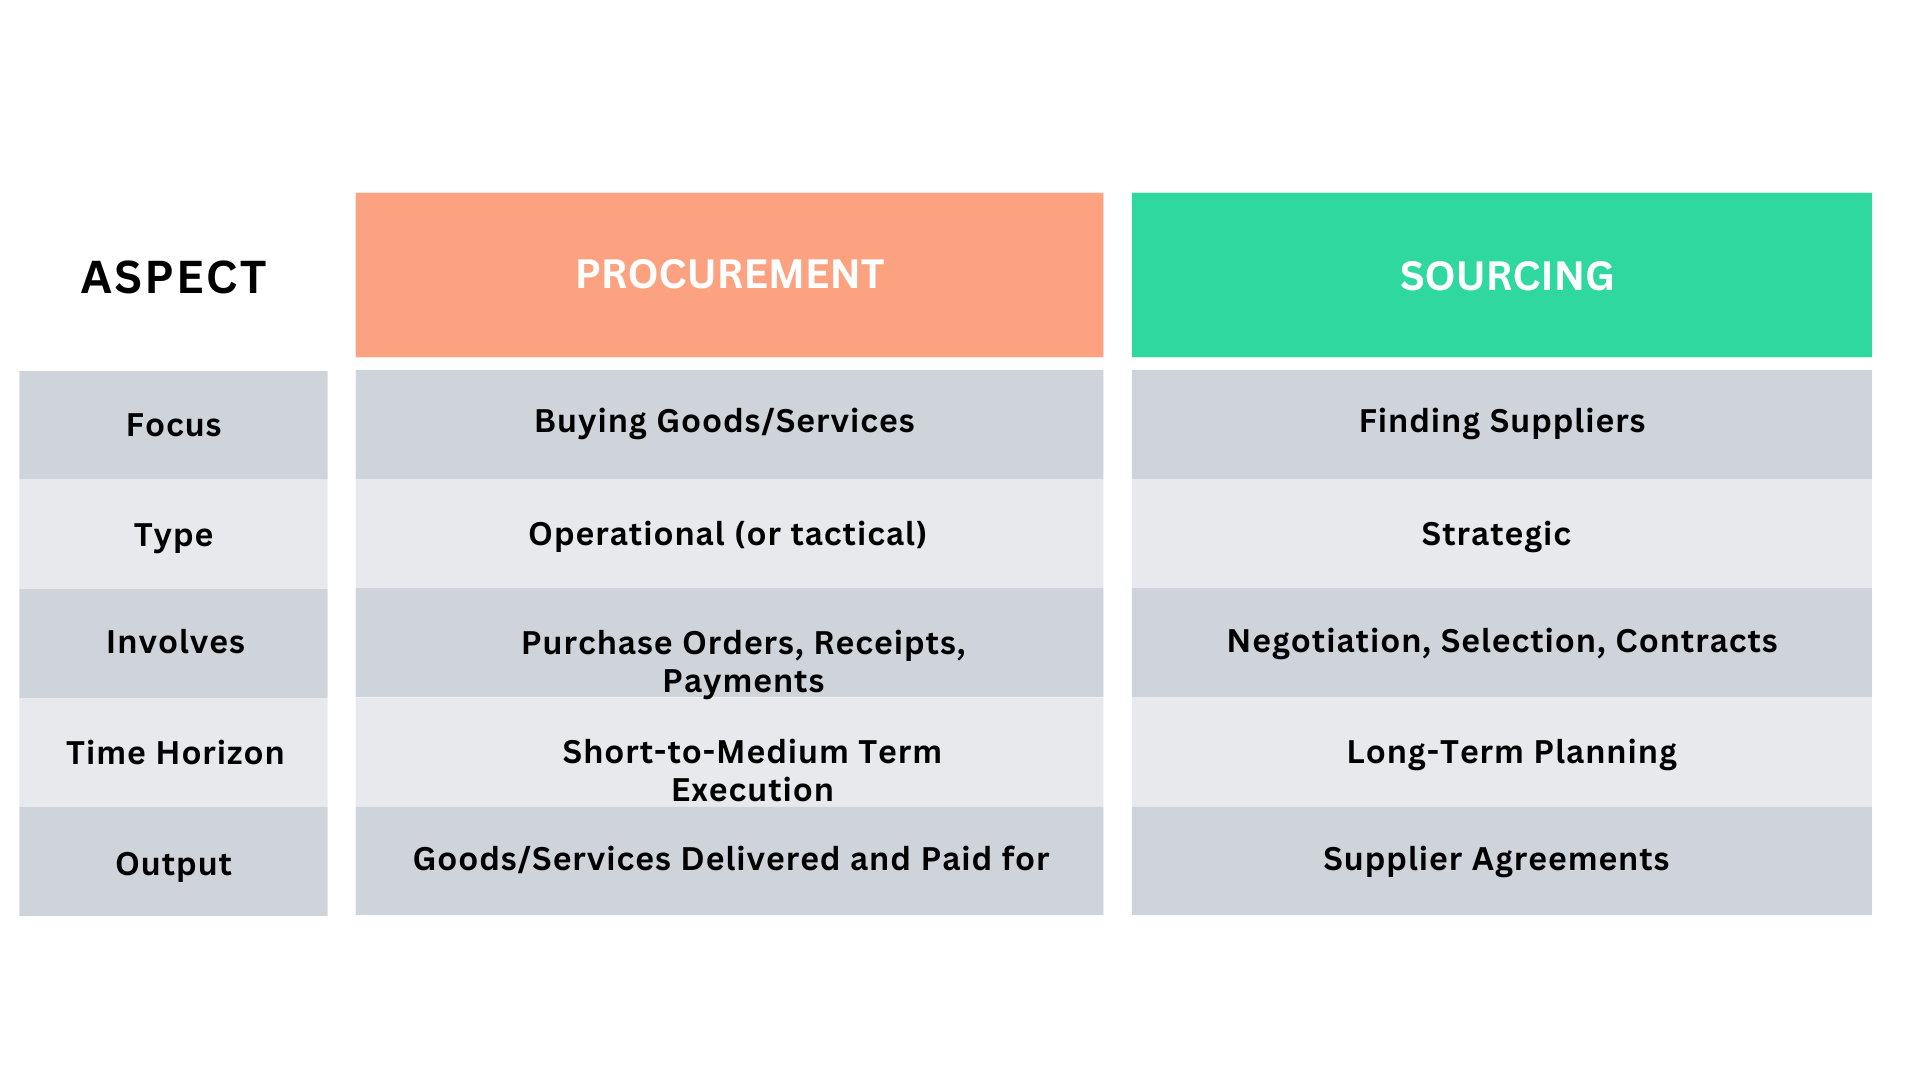 ASPECT
PROCUREMENT
SOURCING
Focus
Buying Goods/Services
Finding Suppliers
Type
Operational (or tactical)
Strategic
Involves
Purchase Orders, Receipts,
Payments
Negotiation, Selection, Contracts
Time Horizon
Short-to-Medium Term
Execution
Long-Term Planning
Output
Goods/Services Delivered and Paid for
Supplier Agreements